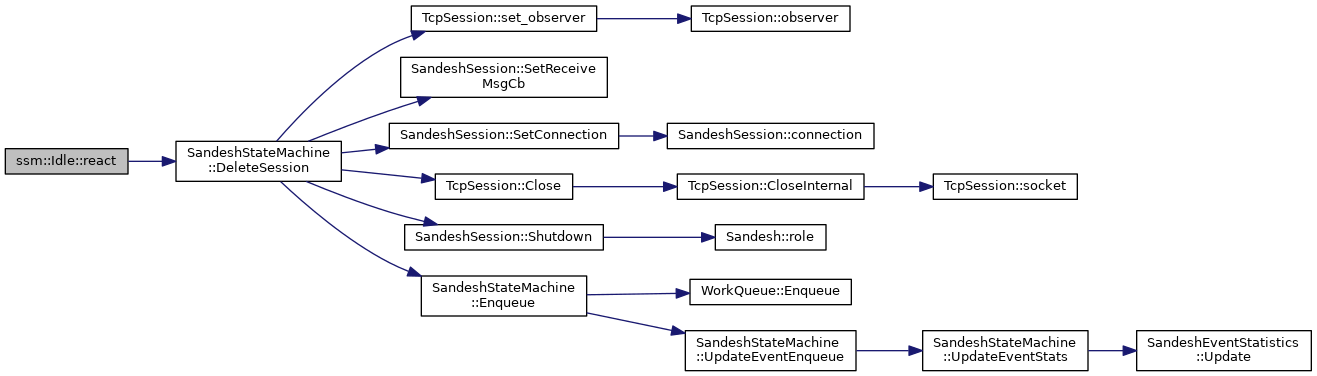 ssm::Idle::react
SandeshStateMachine
::DeleteSession
TcpSession::set_observer
TcpSession::observer
SandeshSession::SetReceive
MsgCb
SandeshSession::SetConnection
SandeshSession::connection
TcpSession::Close
TcpSession::CloseInternal
TcpSession::socket
SandeshSession::Shutdown
Sandesh::role
SandeshStateMachine
::Enqueue
WorkQueue::Enqueue
SandeshStateMachine
::UpdateEventEnqueue
SandeshStateMachine
::UpdateEventStats
SandeshEventStatistics
::Update